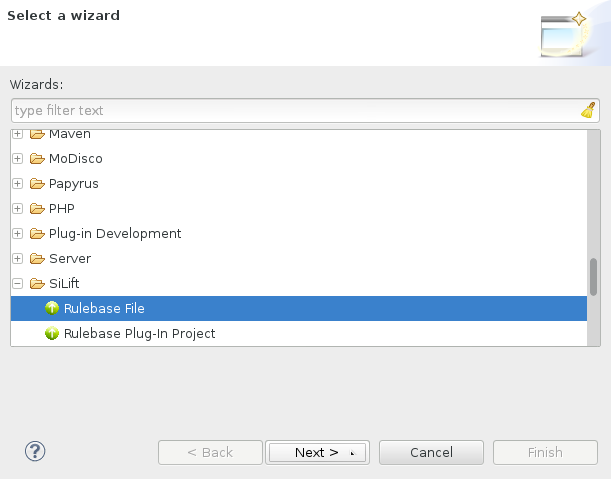 Select a wizard
Wizards:
type filter text
Maven
MoDisco
Papyrus
PHP
Plug-in Development
Server
SiLift
Rulebase File
Rulebase Plug-In Project
? < Back Next > Cancel Finish